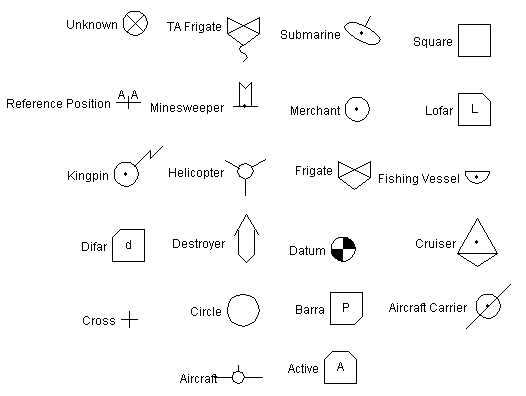 Unknown
TA Frigate
Submarine
Square
Reference Position
A A
Minesweeper
Merchant
Lofar
L
Kingpin
Helicopter
Frigate
Fishing Vessel
Difar
d
Destroyer
Datum
Cruiser
Cross
Circle
Barra
P
Aircraft Carrier
Aircraft
Active
A